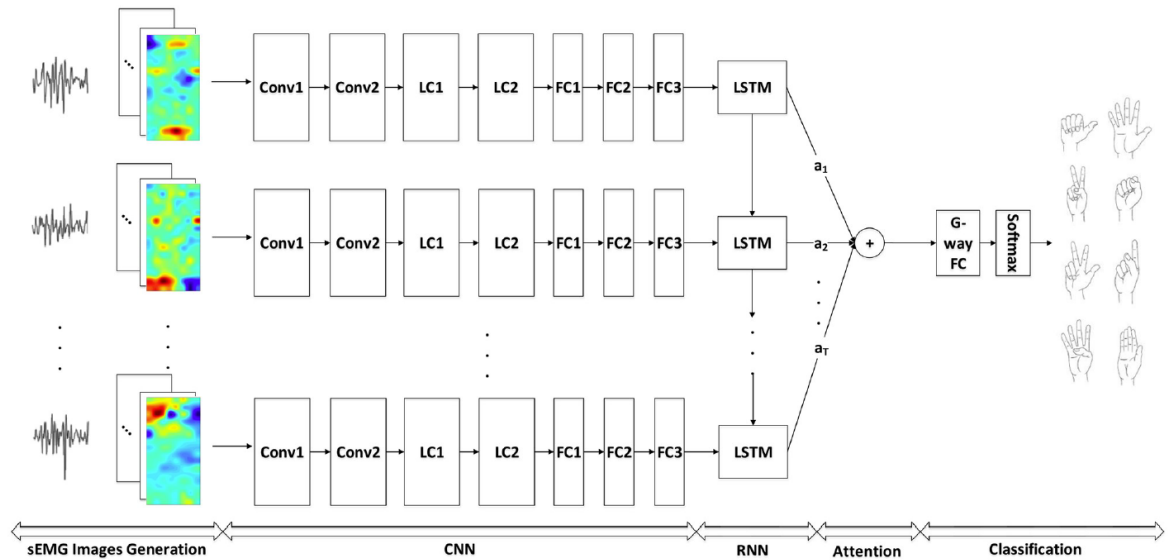 Conv1 Conv2 LC1 LC2 FC1 FC2 FC3 LSTM
a1
Conv1 Conv2 LC1 LC2 FC1 FC2 FC3 LSTM a2 + G-way FC Softmax
aT
Conv1 Conv2 LC1 LC2 FC1 FC2 FC3 LSTM
sEMG Images Generation CNN RNN Attention Classification